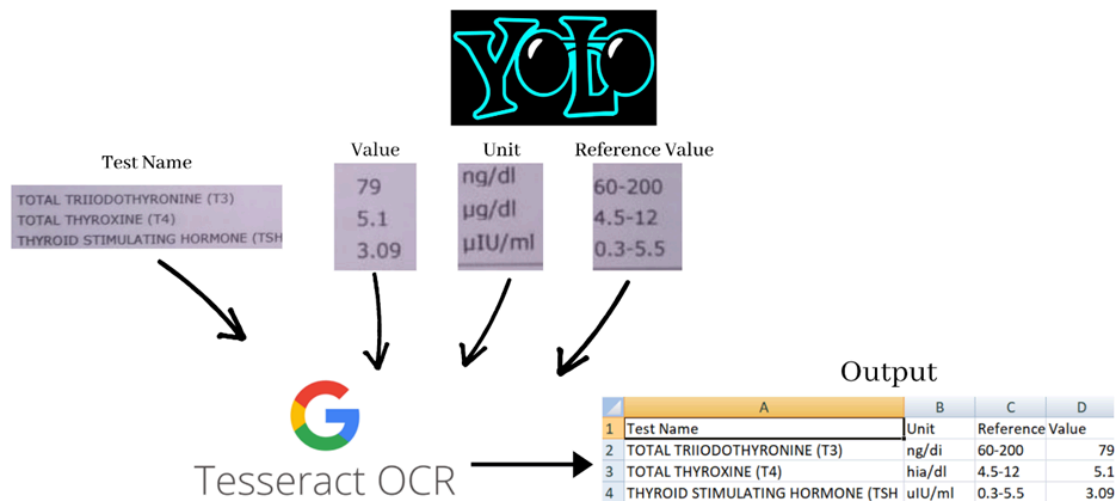 YOLO
Test Name
Value
Unit
Reference Value
TOTAL TRIIODOTHYRONINE (T3)
TOTAL THYROXINE (T4)
THYROID STIMULATING HORMONE (TSH
79
5.1
3.09
ng/dl
µg/dl
µIU/ml
60-200
4.5-12
0.3-5.5
Tesseract OCR
Output
A B C D
1 Test Name Unit Reference Value
2 TOTAL TRIIODOTHYRONINE (T3) ng/di 60-200 79
3 TOTAL THYROXINE (T4) hia/dl 4.5-12 5.1
4 THYROID STIMULATING HORMONE (TSH uIU/ml 0.3-5.5 3.09